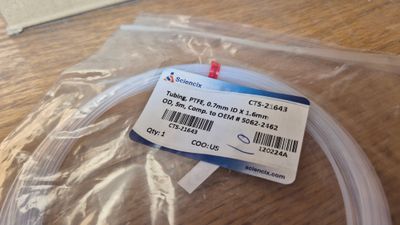 Sciencix
CTS-21643
Tubing, PTFE, 0.7mm ID X 1.6mm
OD, 5m, Comp. to OEM # 5062-2462
CTS-21643
Qty: 1
COO: US
120224A
sciencix.com